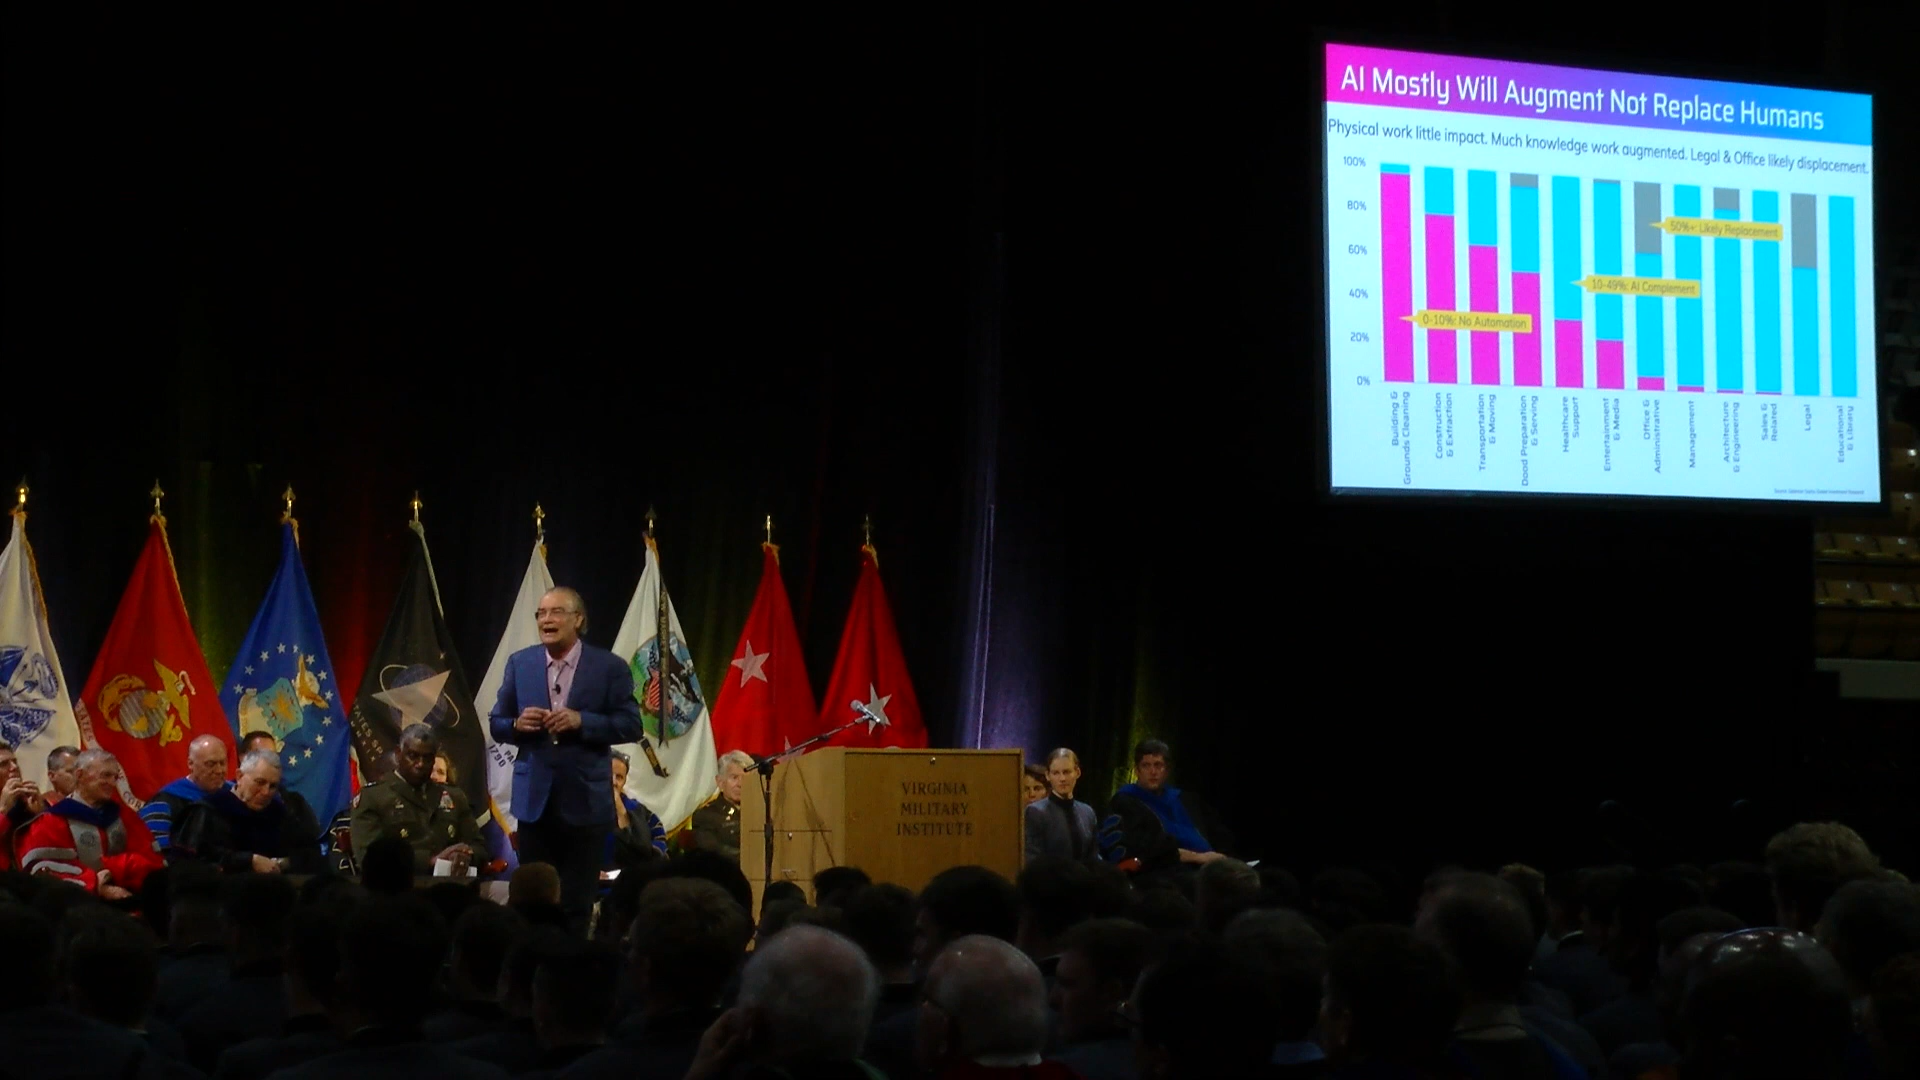 AI Mostly Will Augment Not Replace Humans
Physical work little impact. Much knowledge work augmented. Legal & Office likely displacement.
100%
80%
60%
40%
20%
0%
50%+: Likely Replacement
10-49%: AI Complement
0-10%: No Automation
Building &
Grounds Cleaning
Construction
& Extraction
Transportation
& Moving
Dood Preparation
& Serving
Healthcare
Support
Entertainment
& Media
Office &
Administrative
Management
Architecture
& Engineering
Sales &
Related
Legal
Educational
& Library
VIRGINIA
MILITARY
INSTITUTE
1790